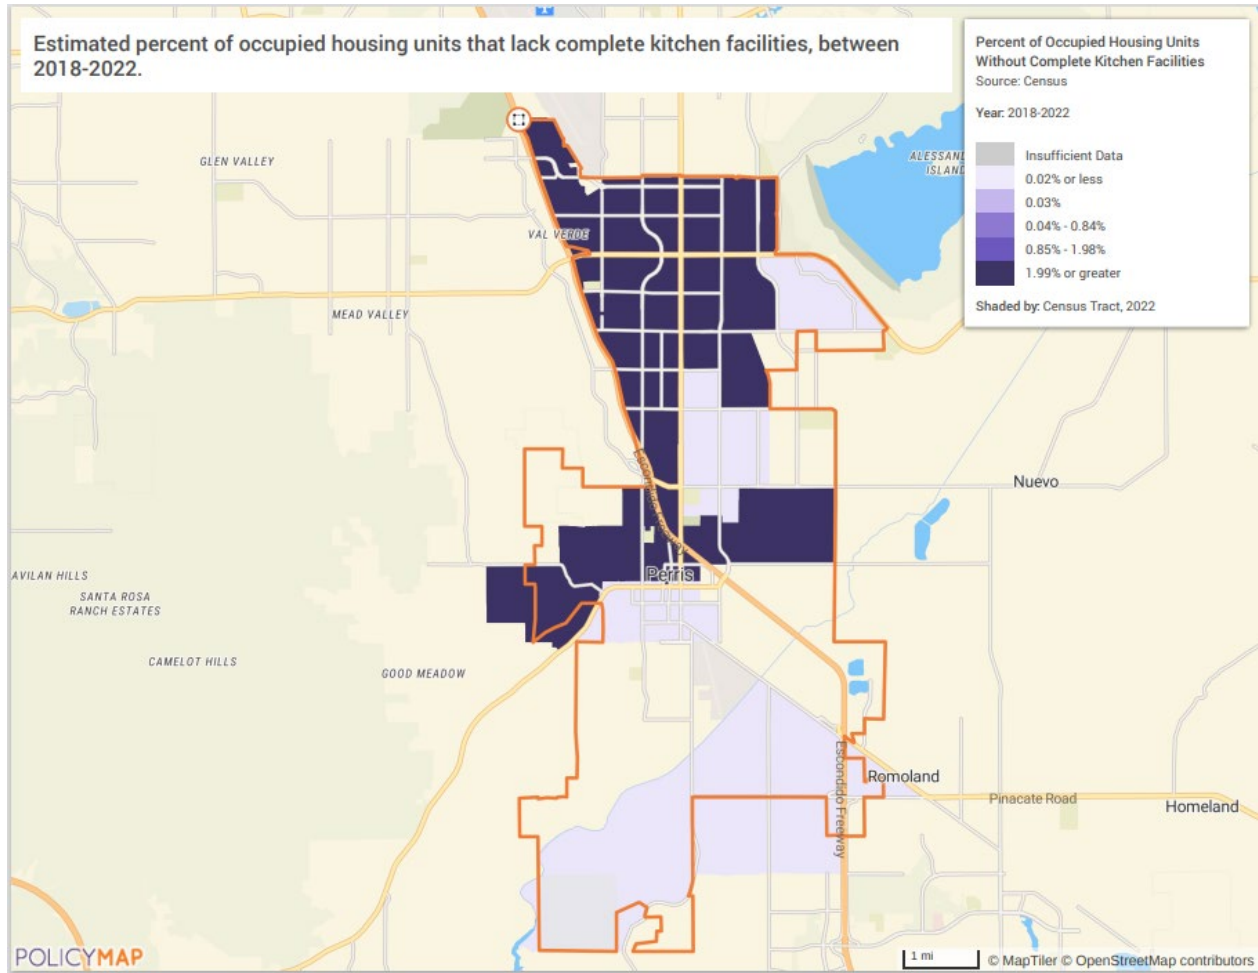 Estimated percent of occupied housing units that lack complete kitchen facilities, between
2018-2022.
Percent of Occupied Housing Units
Without Complete Kitchen Facilities
Source: Census
Year: 2018-2022
Insufficient Data
0.02% or less
0.03%
0.04% - 0.84%
0.85% - 1.98%
1.99% or greater
Shaded by: Census Tract, 2022
GLEN VALLEY
ISLAND
VAL VERDE
MEAD VALLEY
Escondido Freeway
Nuevo
Perris
AVILAN HILLS
SANTA ROSA
RANCH ESTATES
CAMELOT HILLS
GOOD MEADOW
Escondido Freeway
Romoland
Pinacate Road
Homeland
POLICYMAP
1 mi
© MapTiler © OpenStreetMap contributors